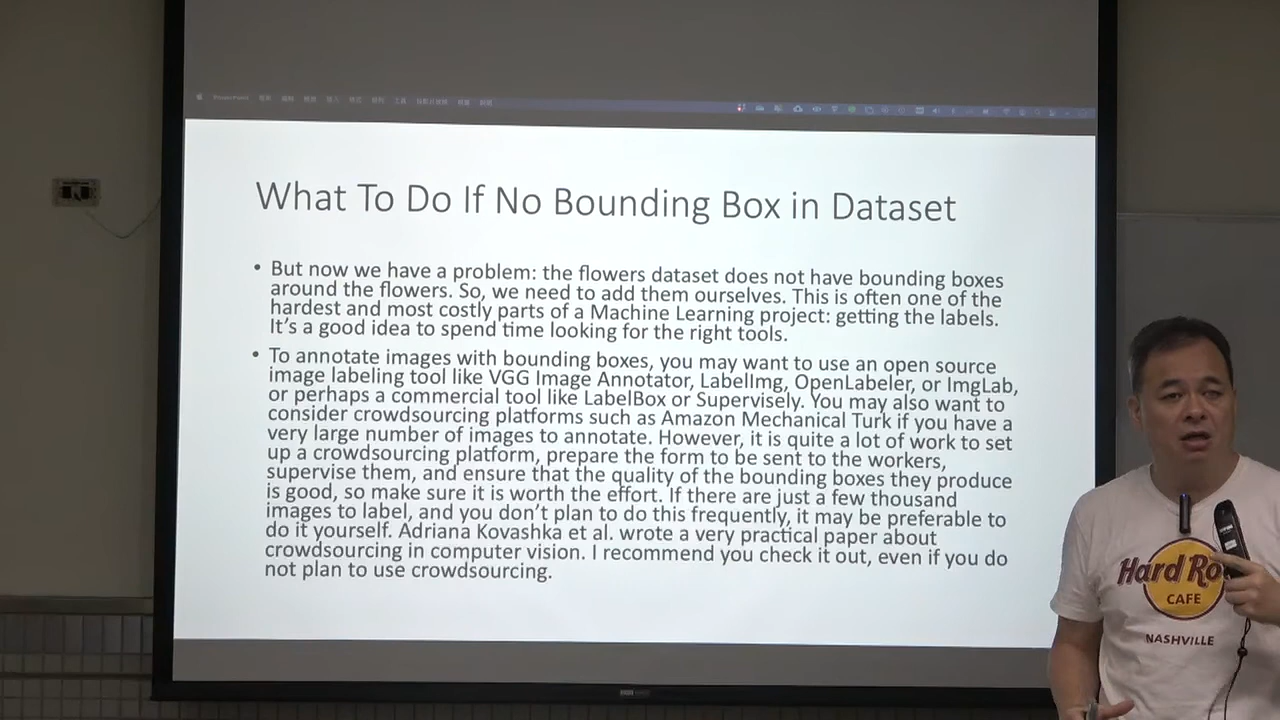 PowerPoint
What To Do If No Bounding Box in Dataset
• But now we have a problem: the flowers dataset does not have bounding boxes
around the flowers. So, we need to add them ourselves. This is often one of the
hardest and most costly parts of a Machine Learning project: getting the labels.
It's a good idea to spend time looking for the right tools.
• To annotate images with bounding boxes, you may want to use an open source
image labeling tool like VGG Image Annotator, LabelImg, OpenLabeler, or ImgLab,
or perhaps a commercial tool like LabelBox or Supervisely. You may also want to
consider crowdsourcing platforms such as Amazon Mechanical Turk if you have a
very large number of images to annotate. However, it is quite a lot of work to set
up a crowdsourcing platform, prepare the form to be sent to the workers,
supervise them, and ensure that the quality of the bounding boxes they produce
is good, so make sure it is worth the effort. If there are just a few thousand
images to label, and you don't plan to do this frequently, it may be preferable to
do it yourself. Adriana Kovashka et al. wrote a very practical paper about
crowdsourcing in computer vision. I recommend you check it out, even if you do
not plan to use crowdsourcing.
Hard Ro
CAFE
NASHVILLE